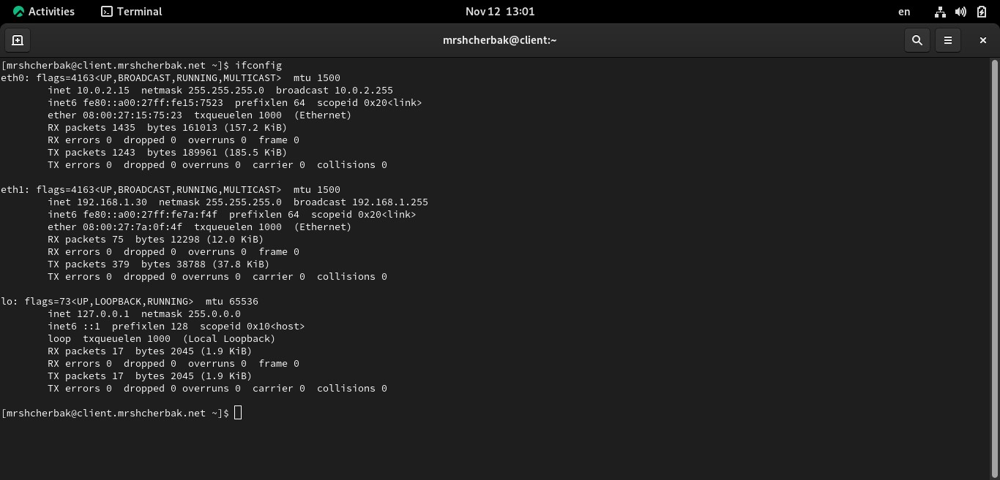 Activities Terminal Nov 12 13:01 en
mrshcherbak@client:~
[mrshcherbak@client.mrshcherbak.net ~]$ ifconfig
eth0: flags=4163<UP,BROADCAST,RUNNING,MULTICAST>  mtu 1500
        inet 10.0.2.15  netmask 255.255.255.0  broadcast 10.0.2.255
        inet6 fe80::a00:27ff:fe15:7523  prefixlen 64  scopeid 0x20<link>
        ether 08:00:27:15:75:23  txqueuelen 1000  (Ethernet)
        RX packets 1435  bytes 161013 (157.2 KiB)
        RX errors 0  dropped 0  overruns 0  frame 0
        TX packets 1243  bytes 189961 (185.5 KiB)
        TX errors 0  dropped 0 overruns 0  carrier 0  collisions 0

eth1: flags=4163<UP,BROADCAST,RUNNING,MULTICAST>  mtu 1500
        inet 192.168.1.30  netmask 255.255.255.0  broadcast 192.168.1.255
        inet6 fe80::a00:27ff:fe7a:f4f  prefixlen 64  scopeid 0x20<link>
        ether 08:00:27:7a:0f:4f  txqueuelen 1000  (Ethernet)
        RX packets 75  bytes 12298 (12.0 KiB)
        RX errors 0  dropped 0  overruns 0  frame 0
        TX packets 379  bytes 38788 (37.8 KiB)
        TX errors 0  dropped 0 overruns 0  carrier 0  collisions 0

lo: flags=73<UP,LOOPBACK,RUNNING>  mtu 65536
        inet 127.0.0.1  netmask 255.0.0.0
        inet6 ::1  prefixlen 128  scopeid 0x10<host>
        loop  txqueuelen 1000  (Local Loopback)
        RX packets 17  bytes 2045 (1.9 KiB)
        RX errors 0  dropped 0  overruns 0  frame 0
        TX packets 17  bytes 2045 (1.9 KiB)
        TX errors 0  dropped 0 overruns 0  carrier 0  collisions 0

[mrshcherbak@client.mrshcherbak.net ~]$